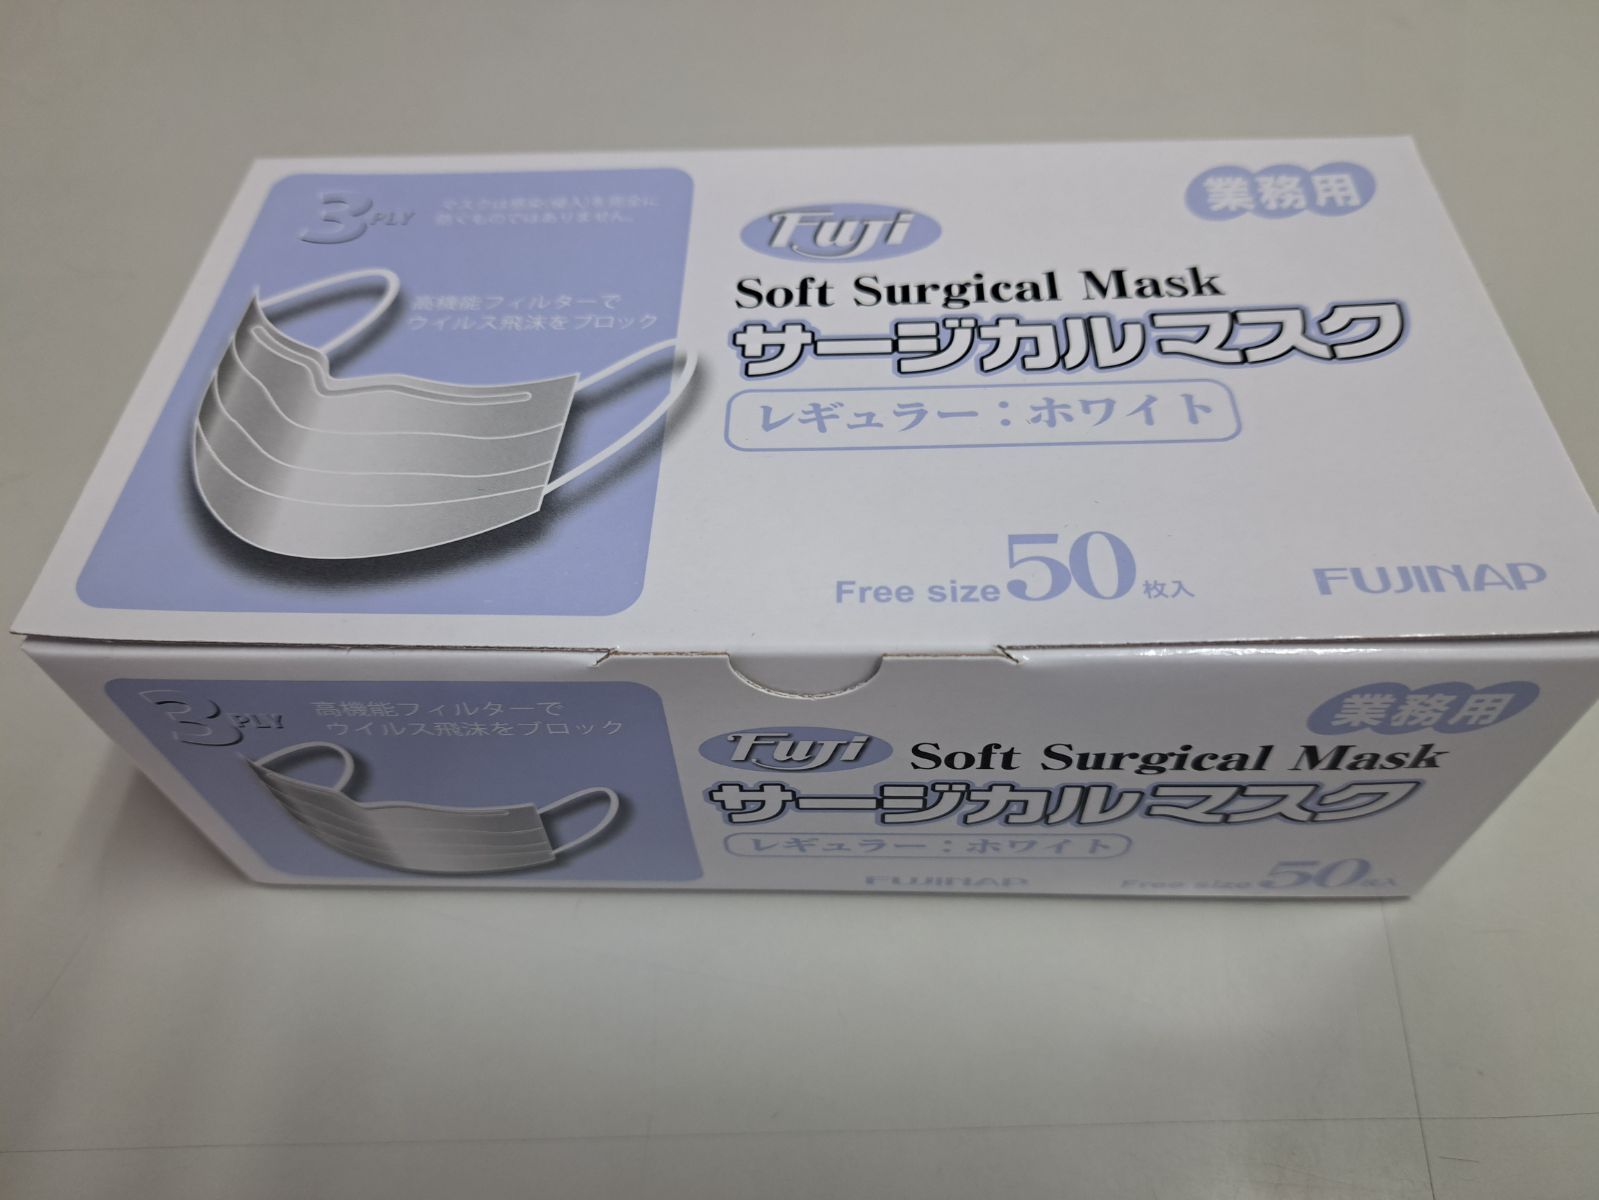 3PLY
マスクは感染(侵入)を完全に
防ぐものではありません。
高機能フィルターで
ウイルス飛沫をブロック
業務用
Fuji
Soft Surgical Mask
サージカルマスク
レギュラー：ホワイト
Free size 50枚入
FUJINAP
3PLY
高機能フィルターで
ウイルス飛沫をブロック
業務用
Fuji Soft Surgical Mask
サージカルマスク
レギュラー：ホワイト
FUJINAP
Free size 50枚入